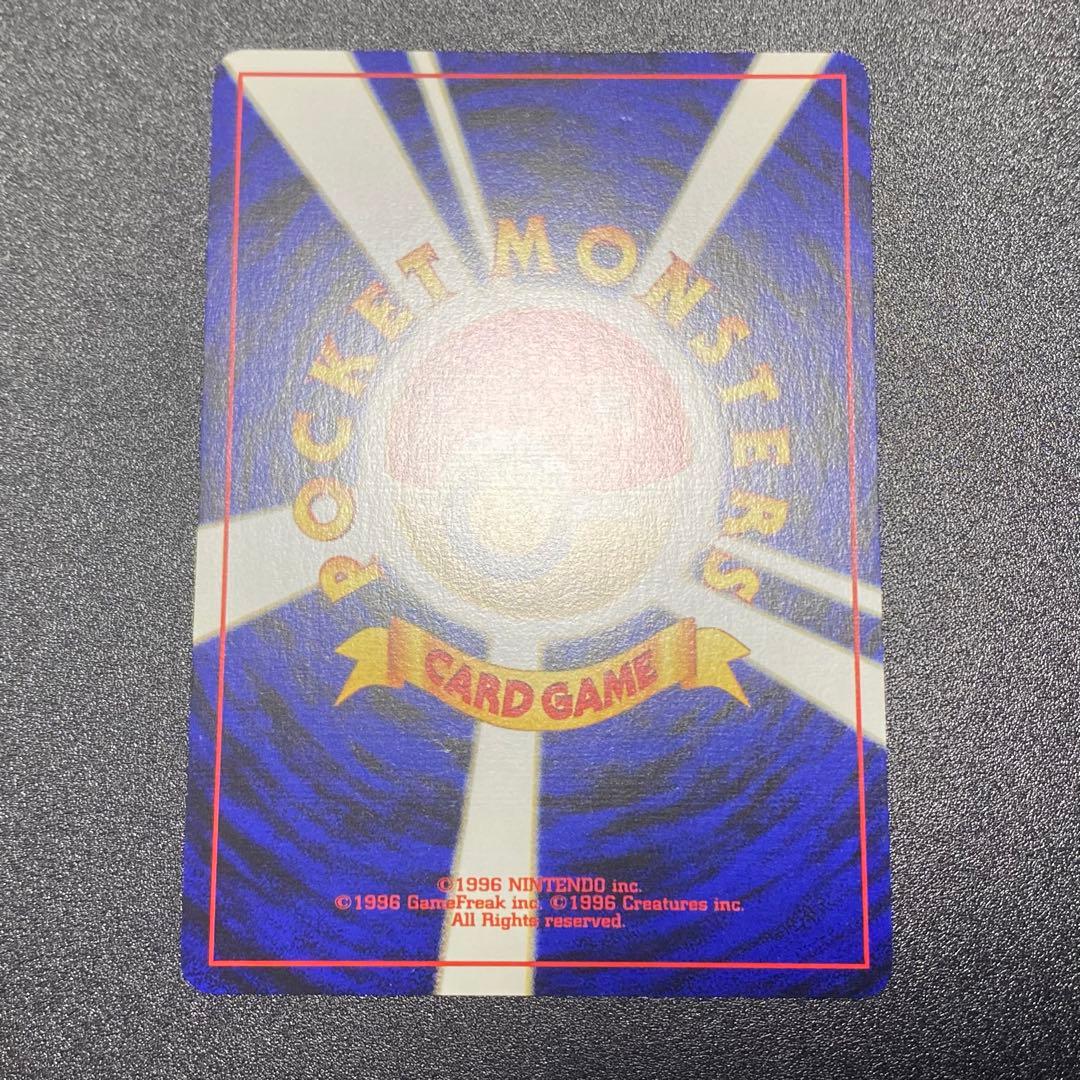 POCKET MONSTERS
CARD GAME
©1996 NINTENDO inc.
©1996 GameFreak inc. ©1996 Creatures inc.
All Rights reserved.